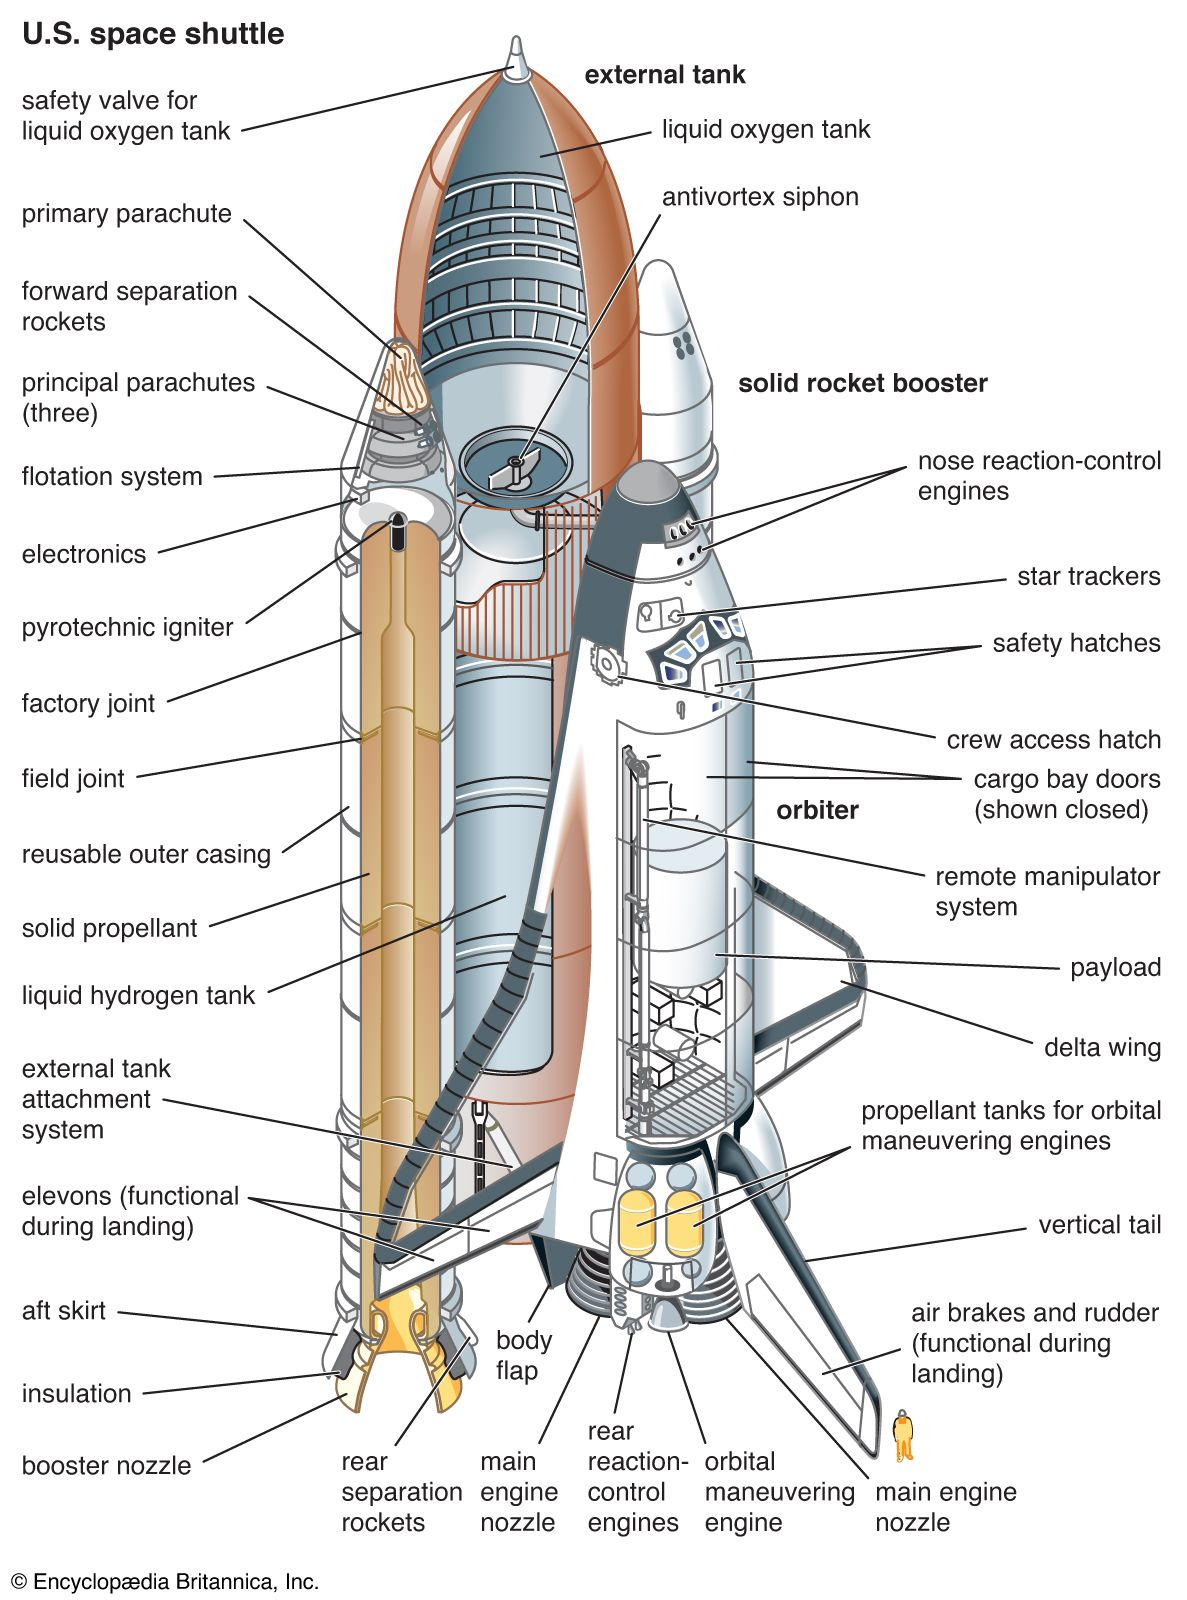 U.S. space shuttle
safety valve for
liquid oxygen tank
primary parachute
forward separation
rockets
principal parachutes
(three)
flotation system
electronics
pyrotechnic igniter
factory joint
field joint
reusable outer casing
solid propellant
liquid hydrogen tank
external tank
attachment
system
elevons (functional
during landing)
aft skirt
insulation
booster nozzle
external tank
liquid oxygen tank
antivortex siphon
solid rocket booster
nose reaction-control
engines
star trackers
safety hatches
crew access hatch
cargo bay doors
(shown closed)
orbiter
remote manipulator
system
payload
delta wing
propellant tanks for orbital
maneuvering engines
vertical tail
air brakes and rudder
(functional during
landing)
body
flap
rear
separation
rockets
main
engine
nozzle
rear
reaction-
control
engines
orbital
maneuvering
engine
main engine
nozzle
© Encyclopædia Britannica, Inc.